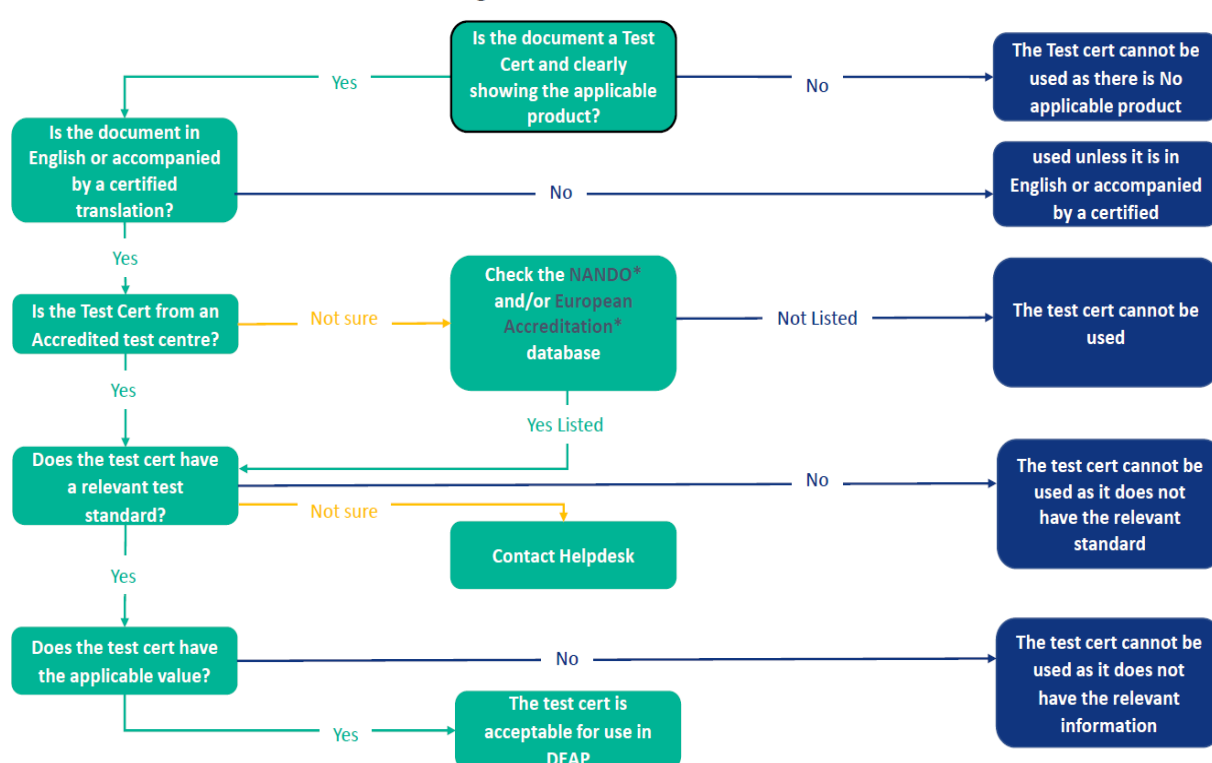 Is the document a Test
Cert and clearly
showing the applicable
product?
Yes
No
The Test cert cannot be
used as there is No
applicable product
Is the document in
English or accompanied
by a certified
translation?
No
used unless it is in
English or accompanied
by a certified
Yes
Is the Test Cert from an
Accredited test centre?
Not sure
Check the NANDO*
and/or European
Accreditation*
database
Not Listed
The test cert cannot be
used
Yes
Yes Listed
Does the test cert have
a relevant test
standard?
No
The test cert cannot be
used as it does not
have the relevant
standard
Not sure
Contact Helpdesk
Yes
Does the test cert have
the applicable value?
No
The test cert cannot be
used as it does not
have the relevant
information
Yes
The test cert is
acceptable for use in
DEAP